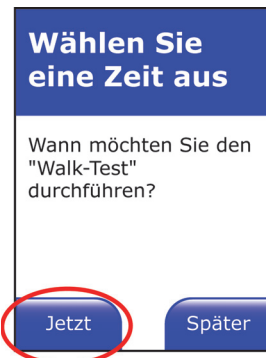 Wählen Sie
eine Zeit aus
Wann möchten Sie den
"Walk-Test"
durchführen?
Jetzt
Später